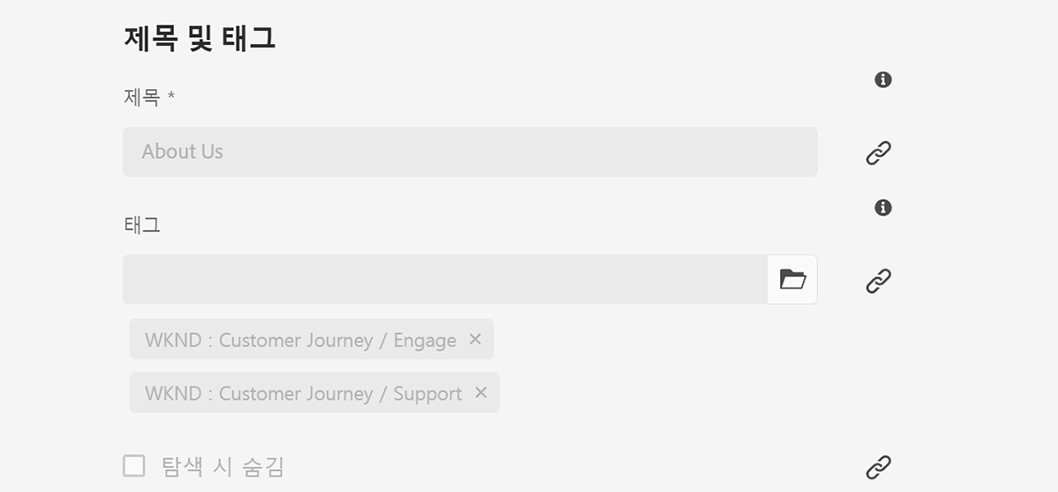 제목 및 태그
제목 *
About Us
태그
WKND : Customer Journey / Engage ×
WKND : Customer Journey / Support ×
탐색 시 숨김